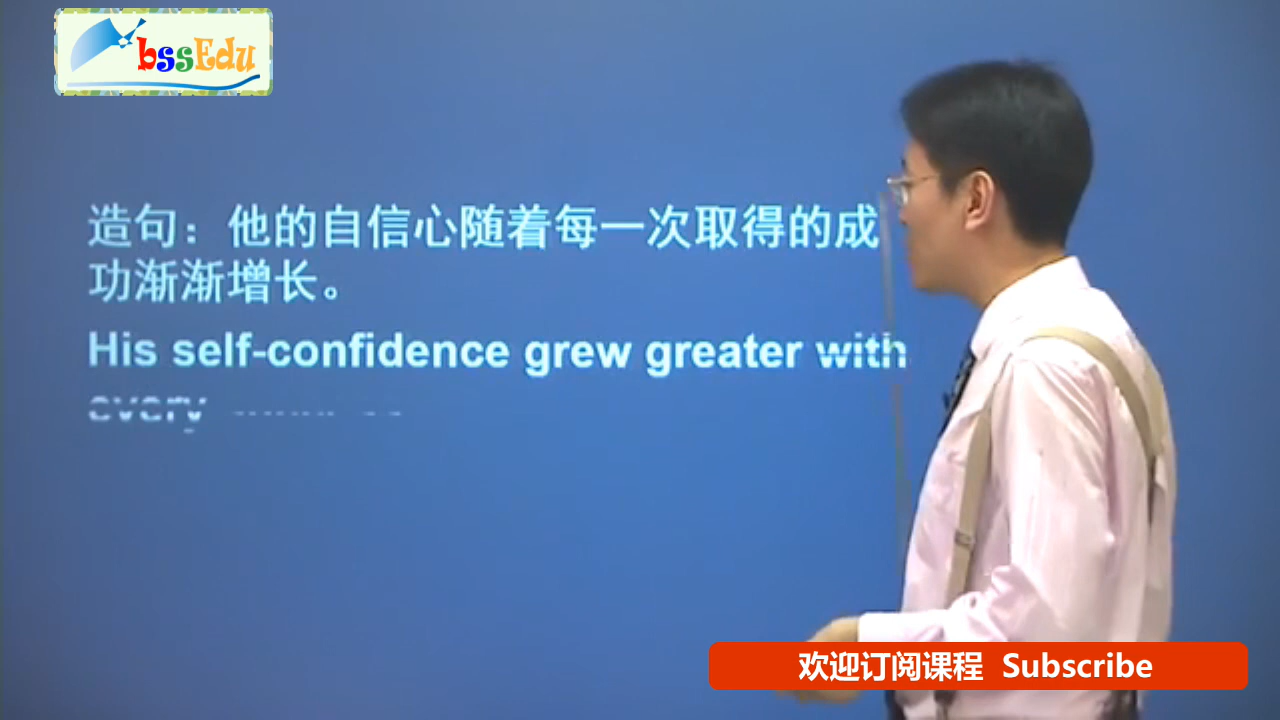 bssEdu
造句：他的自信心随着每一次取得的成
功渐渐增长。
His self-confidence grew greater with
every
欢迎订阅课程 Subscribe